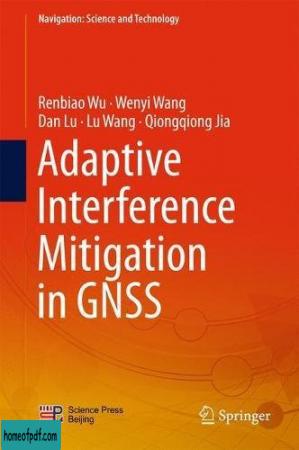 Navigation: Science and Technology
Renbiao Wu · Wenyi Wang
Dan Lu · Lu Wang · Qiongqiong Jia
Adaptive
Interference
Mitigation
in GNSS
Science Press
Beijing
Springer
homeofpdf.com